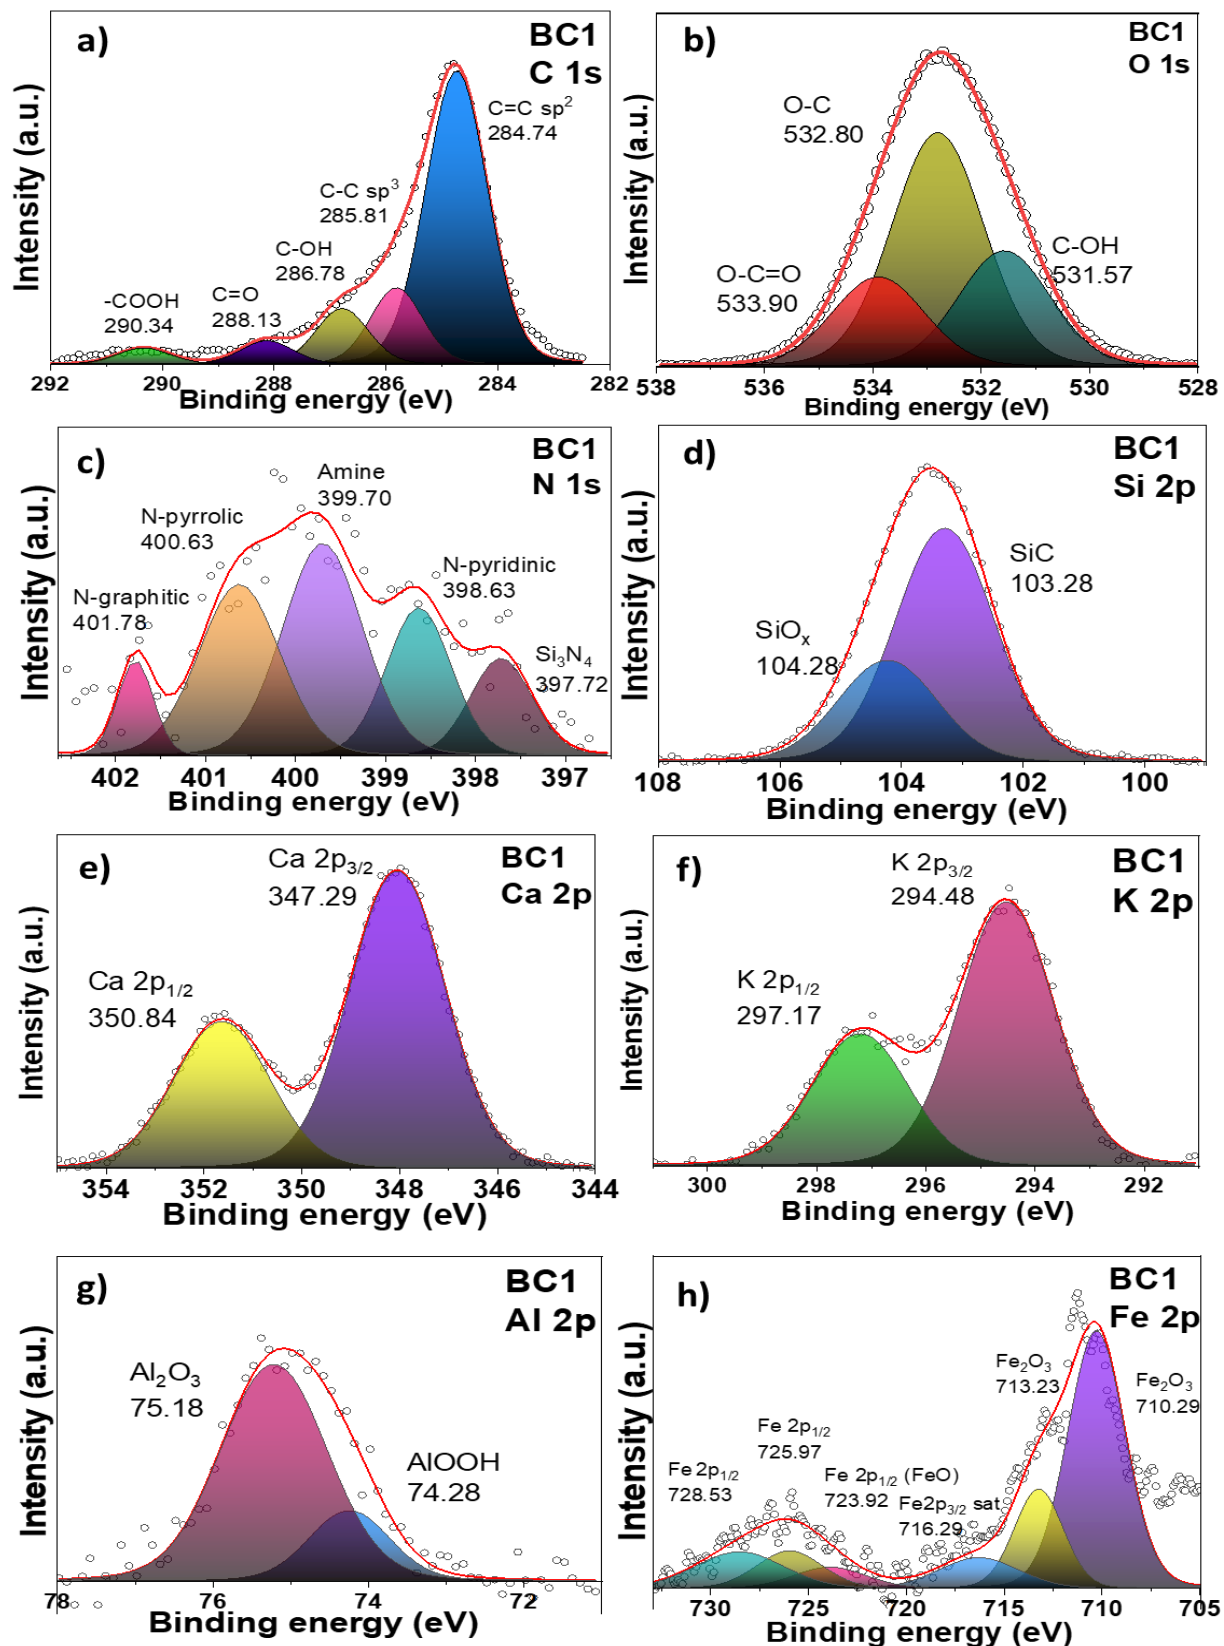 a)
BC1
C 1s
C=C sp²
284.74
C-C sp³
285.81
C-OH
286.78
C=O
288.13
-COOH
290.34
Intensity (a.u.)
292 290 288 286 284 282
Binding energy (eV)
b)
BC1
O 1s
O-C
532.80
C-OH
531.57
O-C=O
533.90
Intensity (a.u.)
538 536 534 532 530 528
Binding energy (eV)
c)
BC1
N 1s
Amine
399.70
N-pyrrolic
400.63
N-pyridinic
398.63
N-graphitic
401.78
Si₃N₄
397.72
Intensity (a.u.)
402 401 400 399 398 397
Binding energy (eV)
d)
BC1
Si 2p
SiC
103.28
SiOₓ
104.28
Intensity (a.u.)
108 106 104 102 100
Binding energy (eV)
e)
BC1
Ca 2p
Ca 2p₃/₂
347.29
Ca 2p₁/₂
350.84
Intensity (a.u.)
354 352 350 348 346 344
Binding energy (eV)
f)
BC1
K 2p
K 2p₃/₂
294.48
K 2p₁/₂
297.17
Intensity (a.u.)
300 298 296 294 292
Binding energy (eV)
g)
BC1
Al 2p
Al₂O₃
75.18
AlOOH
74.28
Intensity (a.u.)
78 76 74 72
Binding energy (eV)
h)
BC1
Fe 2p
Fe₂O₃
713.23
Fe₂O₃
710.29
Fe 2p₁/₂
725.97
Fe 2p₁/₂
728.53
Fe 2p₁/₂ (FeO)
723.92
Fe2p₃/₂ sat
716.29
Intensity (a.u.)
730 725 720 715 710 705
Binding energy (eV)